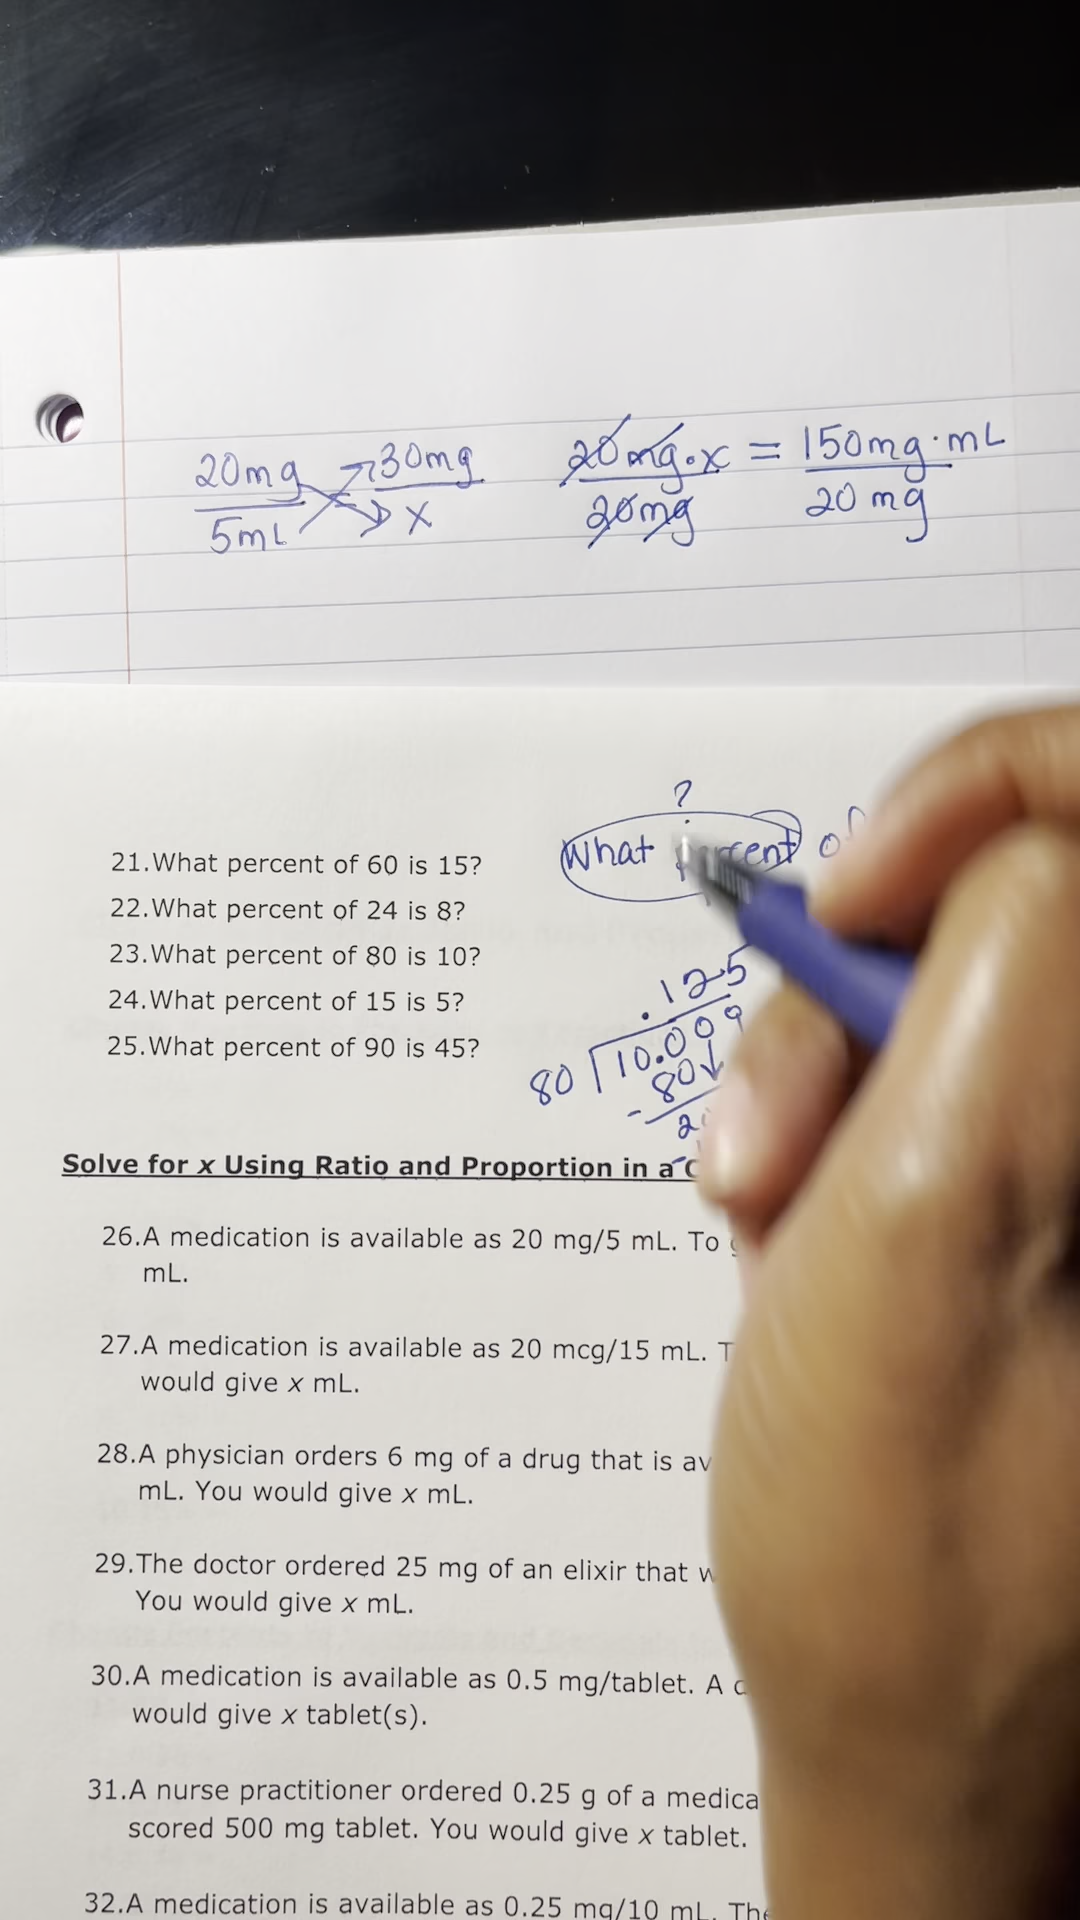 20mg 30mg 20mg·x = 150mg·mL
5mL x 20mg 20 mg
?
What percent of
21.What percent of 60 is 15?
22.What percent of 24 is 8?
23.What percent of 80 is 10?
24.What percent of 15 is 5?
25.What percent of 90 is 45?
.125
80 10.000
- 80
Solve for x Using Ratio and Proportion in a
26.A medication is available as 20 mg/5 mL. To
mL.
27.A medication is available as 20 mcg/15 mL.
would give x mL.
28.A physician orders 6 mg of a drug that is
mL. You would give x mL.
29.The doctor ordered 25 mg of an elixir that
You would give x mL.
30.A medication is available as 0.5 mg/tablet. A
would give x tablet(s).
31.A nurse practitioner ordered 0.25 g of a
scored 500 mg tablet. You would give x tablet.
32.A medication is available as 0.25 mg/10 mL.